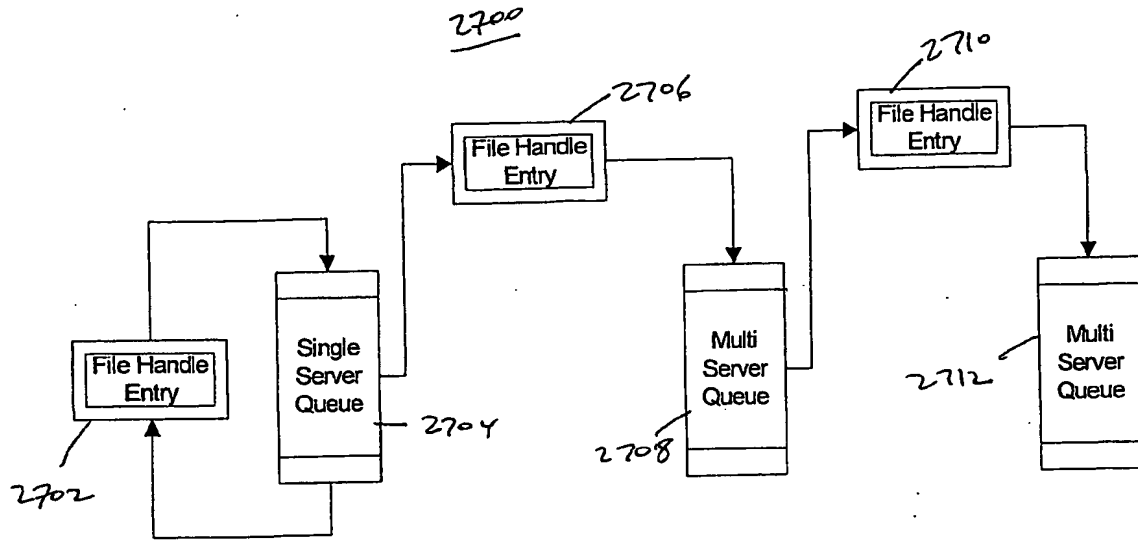 2700
2710
2706
File Handle
Entry
File Handle
Entry
File Handle
Entry
Single
Server
Queue
2704
2702
Multi
Server
Queue
2708
Multi
Server
Queue
2712